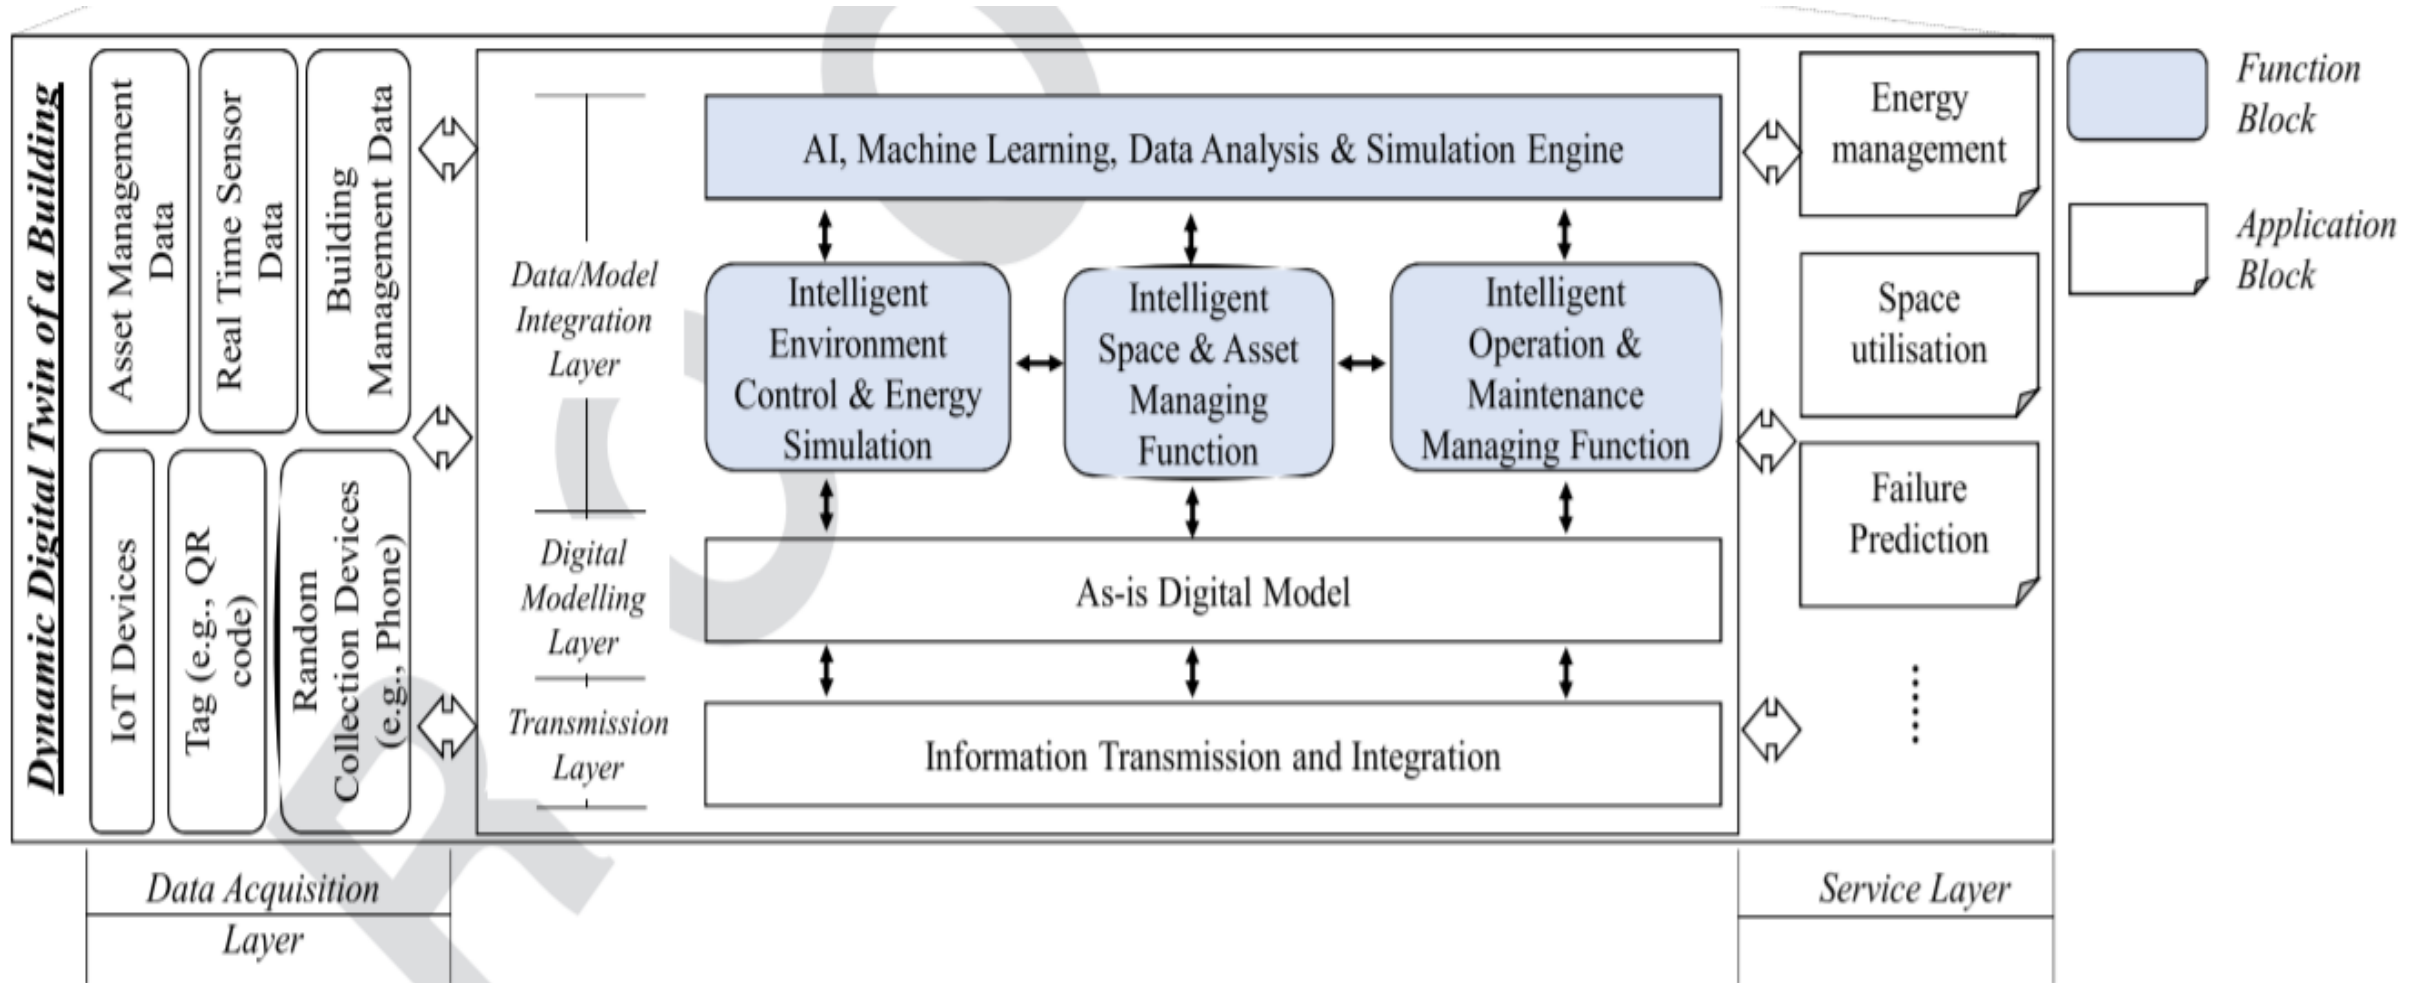 Dynamic Digital Twin of a Building
Asset Management
Data
Real Time Sensor
Data
Building
Management Data
IoT Devices
Tag (e.g., QR
code)
Random
Collection Devices
(e.g., Phone)
Data Acquisition
Layer
Data/Model
Integration
Layer
Digital
Modelling
Layer
Transmission
Layer
AI, Machine Learning, Data Analysis & Simulation Engine
Intelligent
Environment
Control & Energy
Simulation
Intelligent
Space & Asset
Managing
Function
Intelligent
Operation &
Maintenance
Managing Function
As-is Digital Model
Information Transmission and Integration
Energy
management
Space
utilisation
Failure
Prediction
......
Service Layer
Function
Block
Application
Block